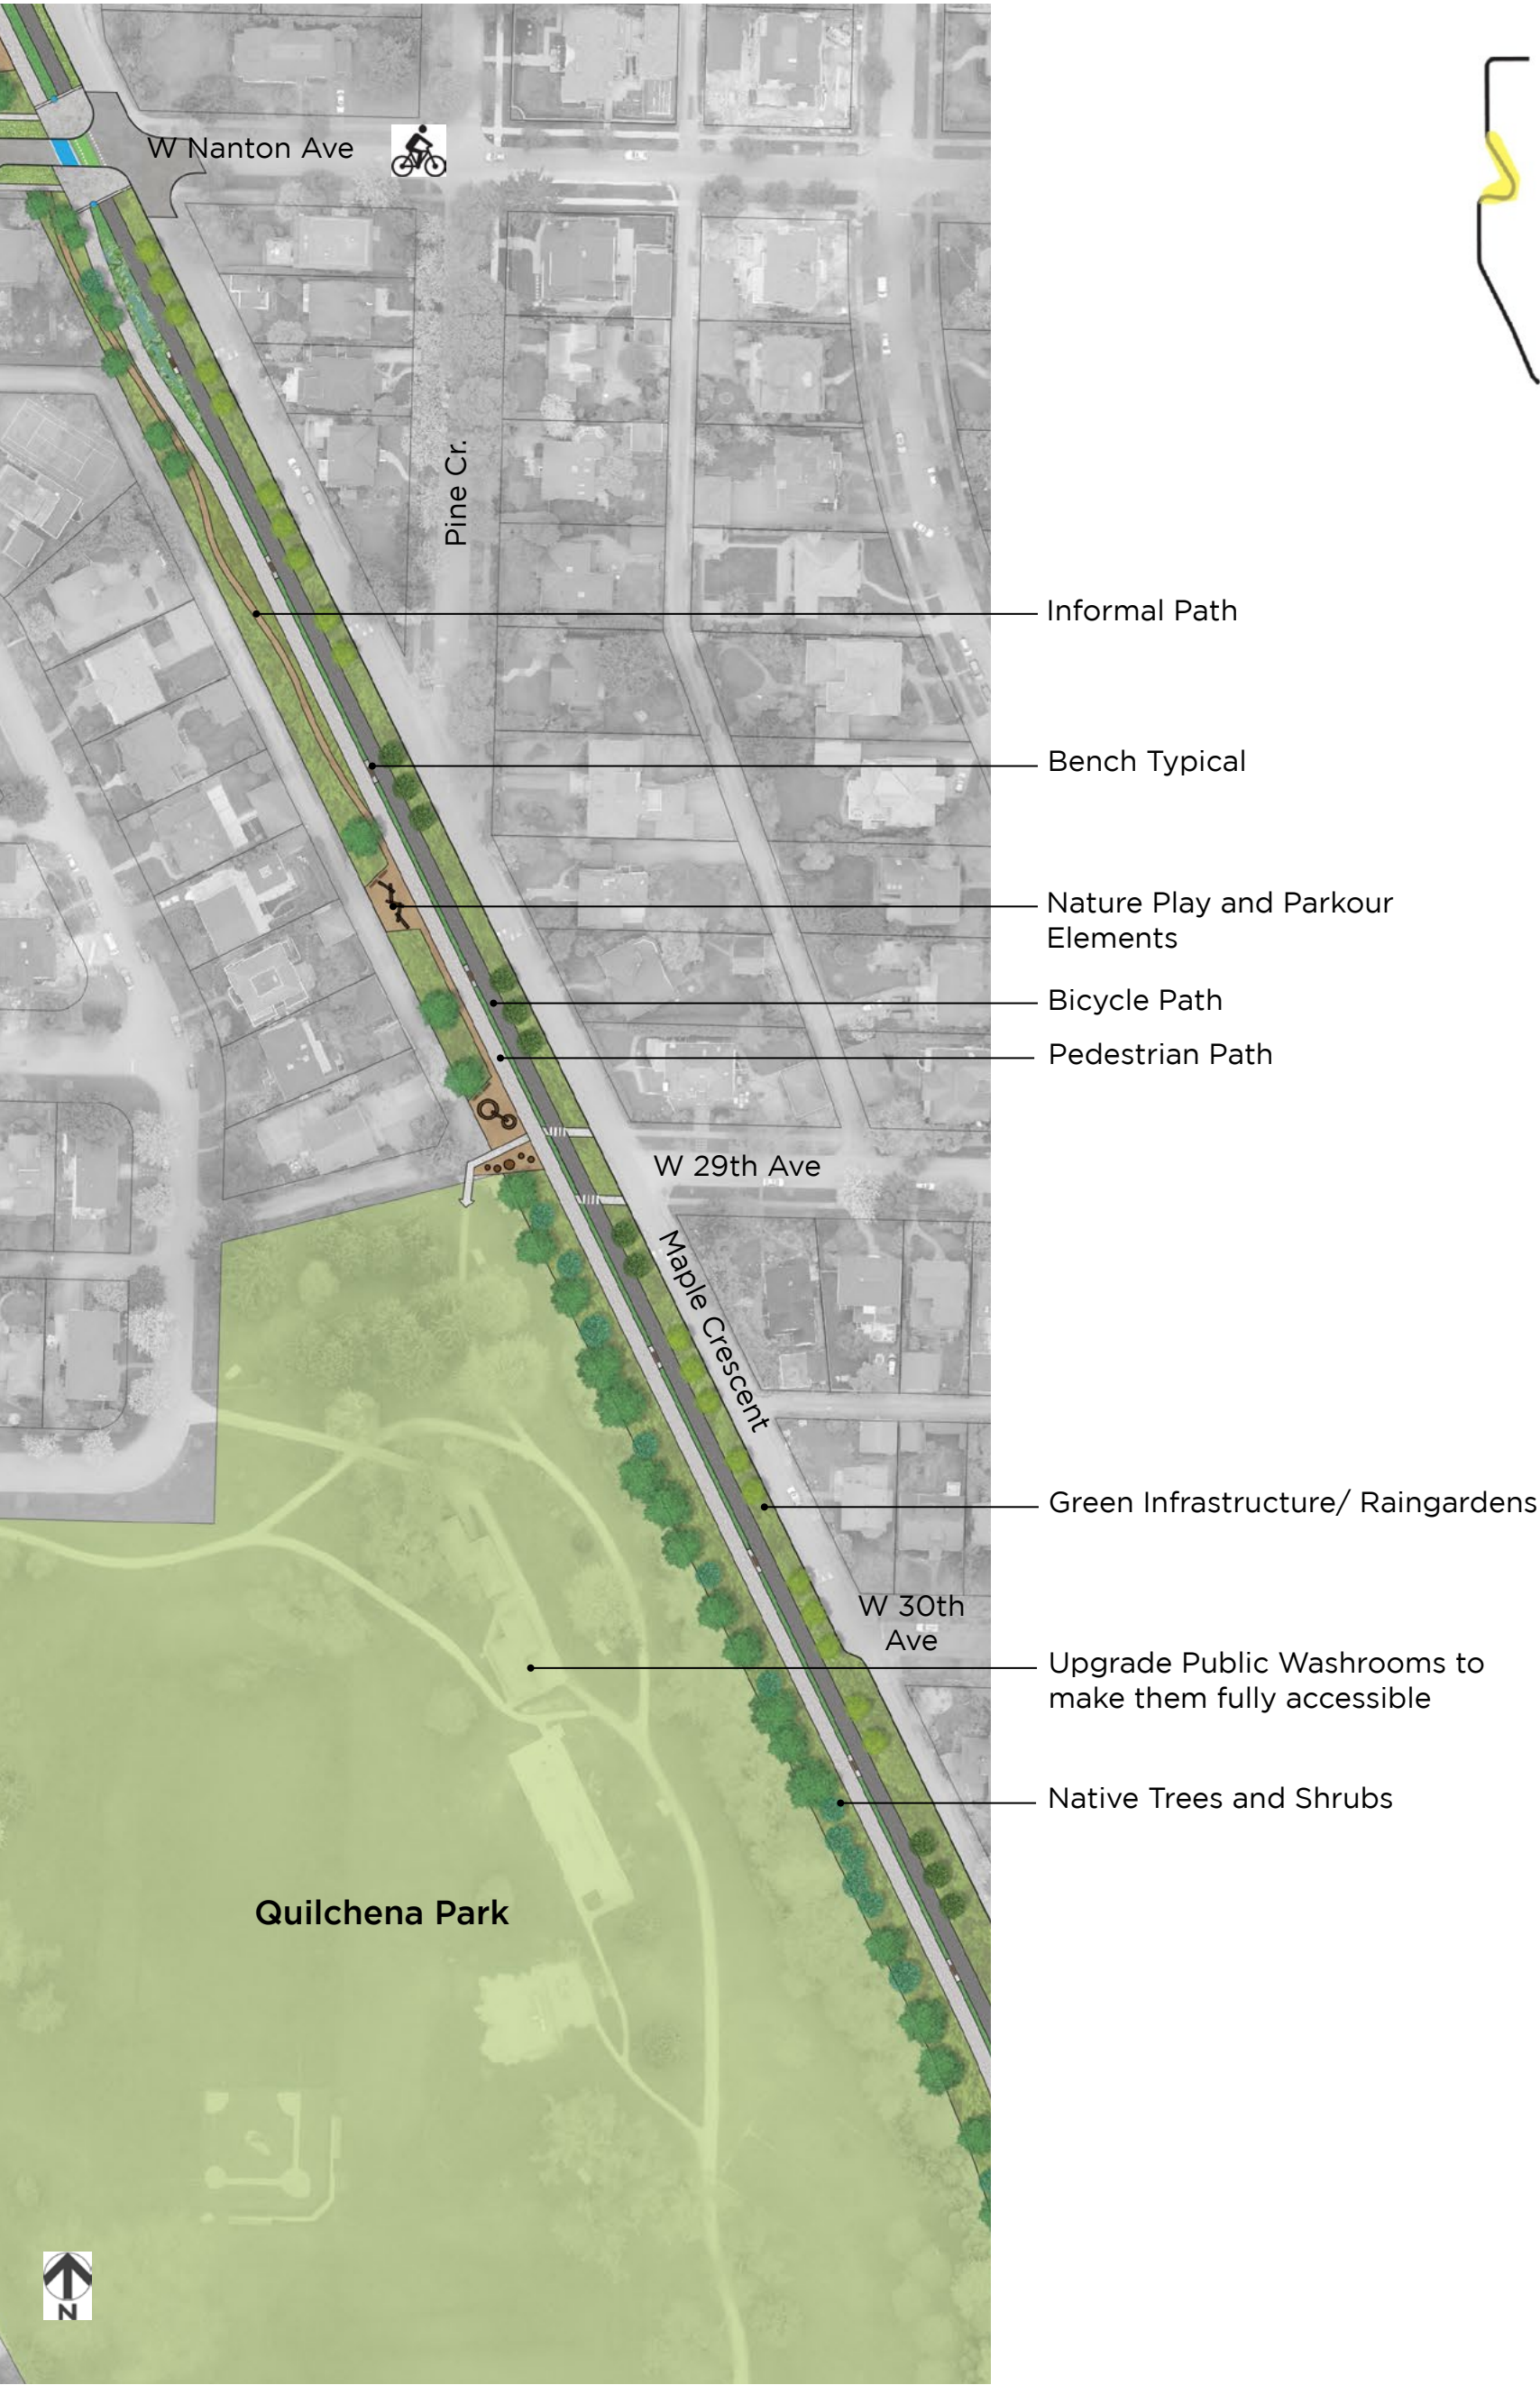 W Nanton Ave
Pine Cr.
Informal Path
Bench Typical
Nature Play and Parkour
Elements
Bicycle Path
Pedestrian Path
W 29th Ave
Maple Crescent
Green Infrastructure/ Raingardens
W 30th
Ave
Upgrade Public Washrooms to
make them fully accessible
Native Trees and Shrubs
Quilchena Park
N